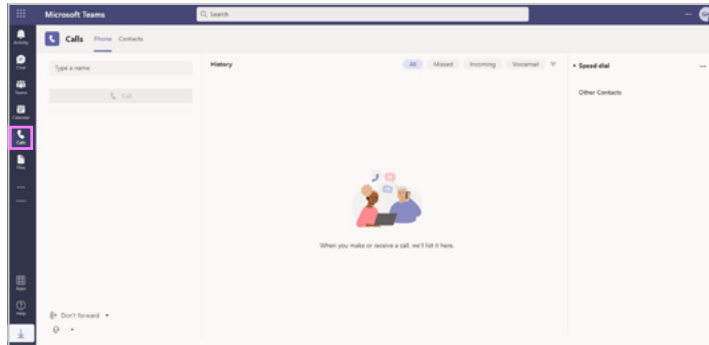 Microsoft Teams
Search
Activity
Chat
Teams
Calendar
Calls
Files
Apps
Help
Calls
Phone
Contacts
Type a name
Call
Don't forward
History
All
Missed
Incoming
Voicemail
When you make or receive a call, we'll list it here.
Speed dial
Other Contacts